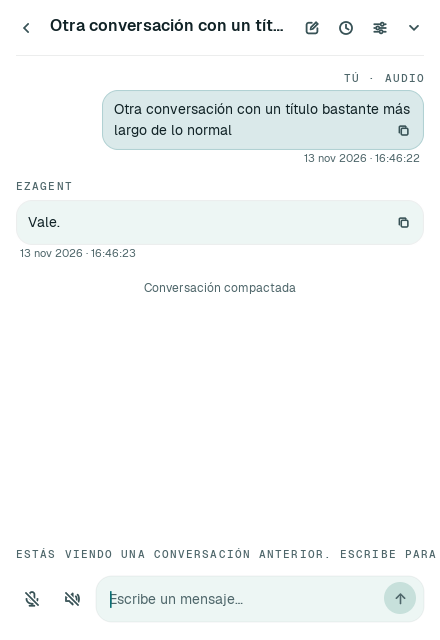 Otra conversación con un tít…
TÚ · AUDIO
Otra conversación con un título bastante más
largo de lo normal
13 nov 2026 · 16:46:22
EZAGENT
Vale.
13 nov 2026 · 16:46:23
Conversación compactada
ESTÁS VIENDO UNA CONVERSACIÓN ANTERIOR. ESCRIBE PARA
Escribe un mensaje…